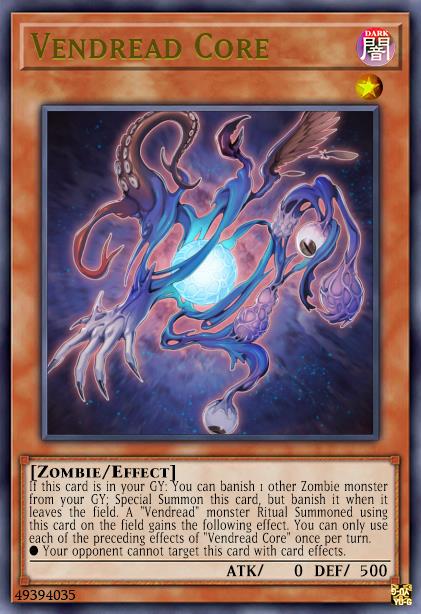 Vendread Core
DARK
闇
[Zombie/Effect]
If this card is in your GY: You can banish 1 other Zombie monster
from your GY; Special Summon this card, but banish it when it
leaves the field. A "Vendread" monster Ritual Summoned using
this card on the field gains the following effect. You can only use
each of the preceding effects of "Vendread Core" once per turn.
● Your opponent cannot target this card with card effects.
ATK/ 0 DEF/ 500
49394035